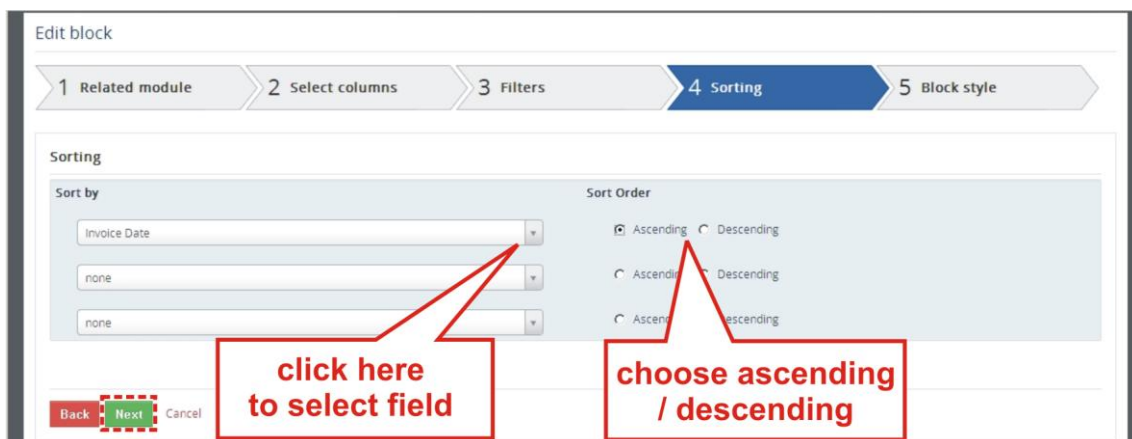 Edit block
1 Related module 2 Select columns 3 Filters 4 Sorting 5 Block style
Sorting
Sort by Sort Order
Invoice Date Ascending Descending
none Descending
none
click here
to select field
choose ascending
/ descending
Back Next Cancel